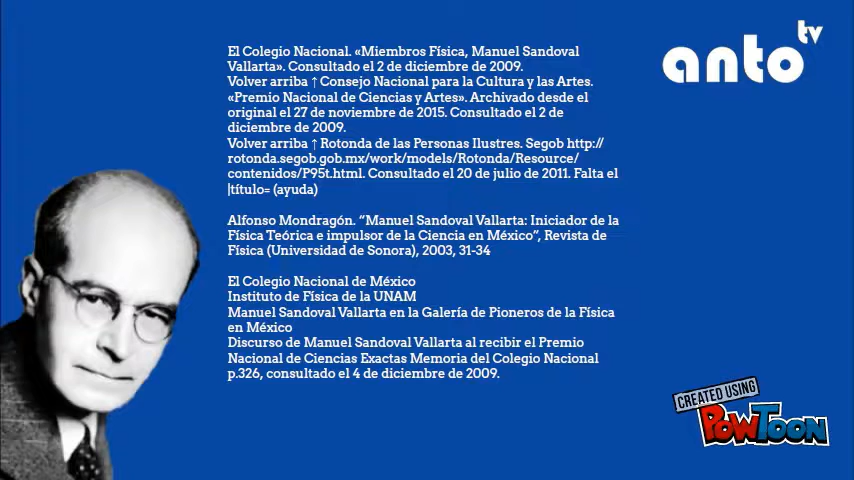 El Colegio Nacional. «Miembros Física, Manuel Sandoval
Vallarta». Consultado el 2 de diciembre de 2009.
Volver arriba ↑ Consejo Nacional para la Cultura y las Artes.
«Premio Nacional de Ciencias y Artes». Archivado desde el
original el 27 de noviembre de 2015. Consultado el 2 de
diciembre de 2009.
Volver arriba ↑ Rotonda de las Personas Ilustres. Segob http://
rotonda.segob.gob.mx/work/models/Rotonda/Resource/
contenidos/P95t.html. Consultado el 20 de julio de 2011. Falta el
|título= (ayuda)
Alfonso Mondragón. “Manuel Sandoval Vallarta: Iniciador de la
Física Teórica e impulsor de la Ciencia en México”, Revista de
Física (Universidad de Sonora), 2003, 31-34
El Colegio Nacional de México
Instituto de Física de la UNAM
Manuel Sandoval Vallarta en la Galería de Pioneros de la Física
en México
Discurso de Manuel Sandoval Vallarta al recibir el Premio
Nacional de Ciencias Exactas Memoria del Colegio Nacional
p.326, consultado el 4 de diciembre de 2009.
anto tv
CREATED USING
POWTOON